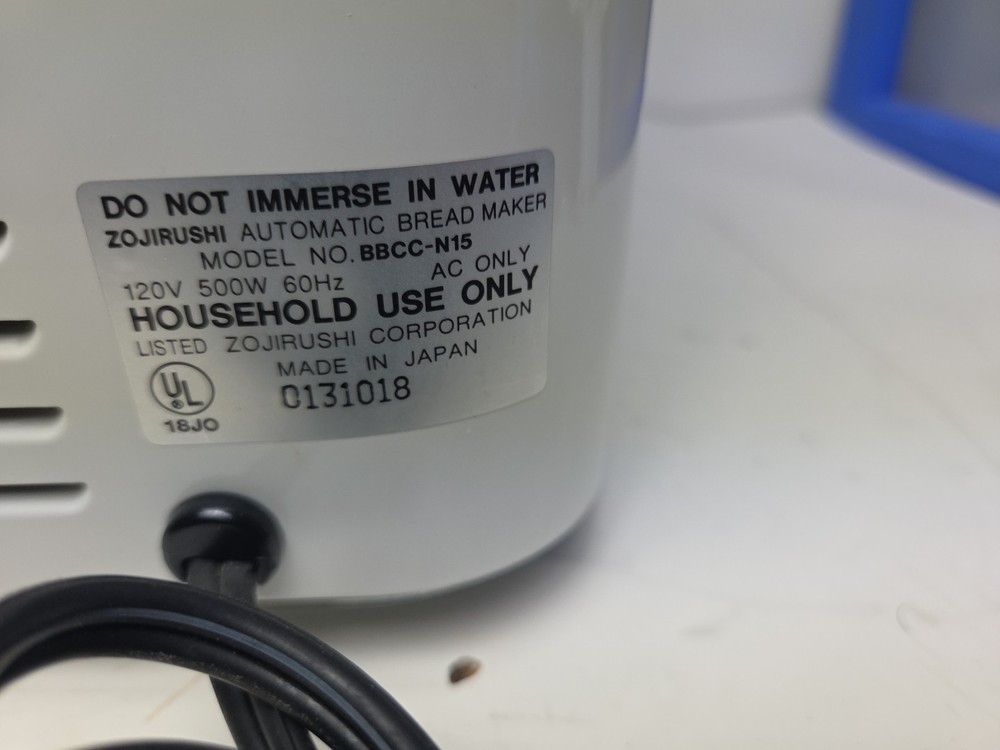 DO NOT IMMERSE IN WATER
ZOJIRUSHI AUTOMATIC BREAD MAKER
MODEL NO. BBCC-N15
120V 500W 60Hz AC ONLY
HOUSEHOLD USE ONLY
LISTED ZOJIRUSHI CORPORATION
MADE IN JAPAN
UL ® 0131018
18JO